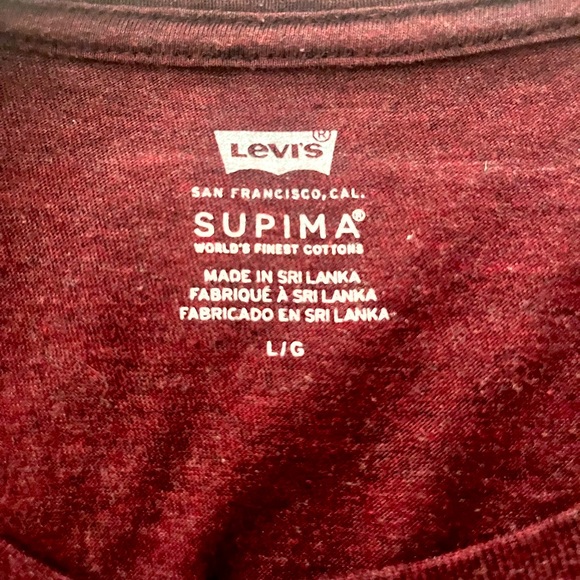 Levi's®
SAN FRANCISCO, CAL.
SUPIMA®
WORLD'S FINEST COTTONS
MADE IN SRI LANKA
FABRIQUÉ À SRI LANKA
FABRICADO EN SRI LANKA
L/G